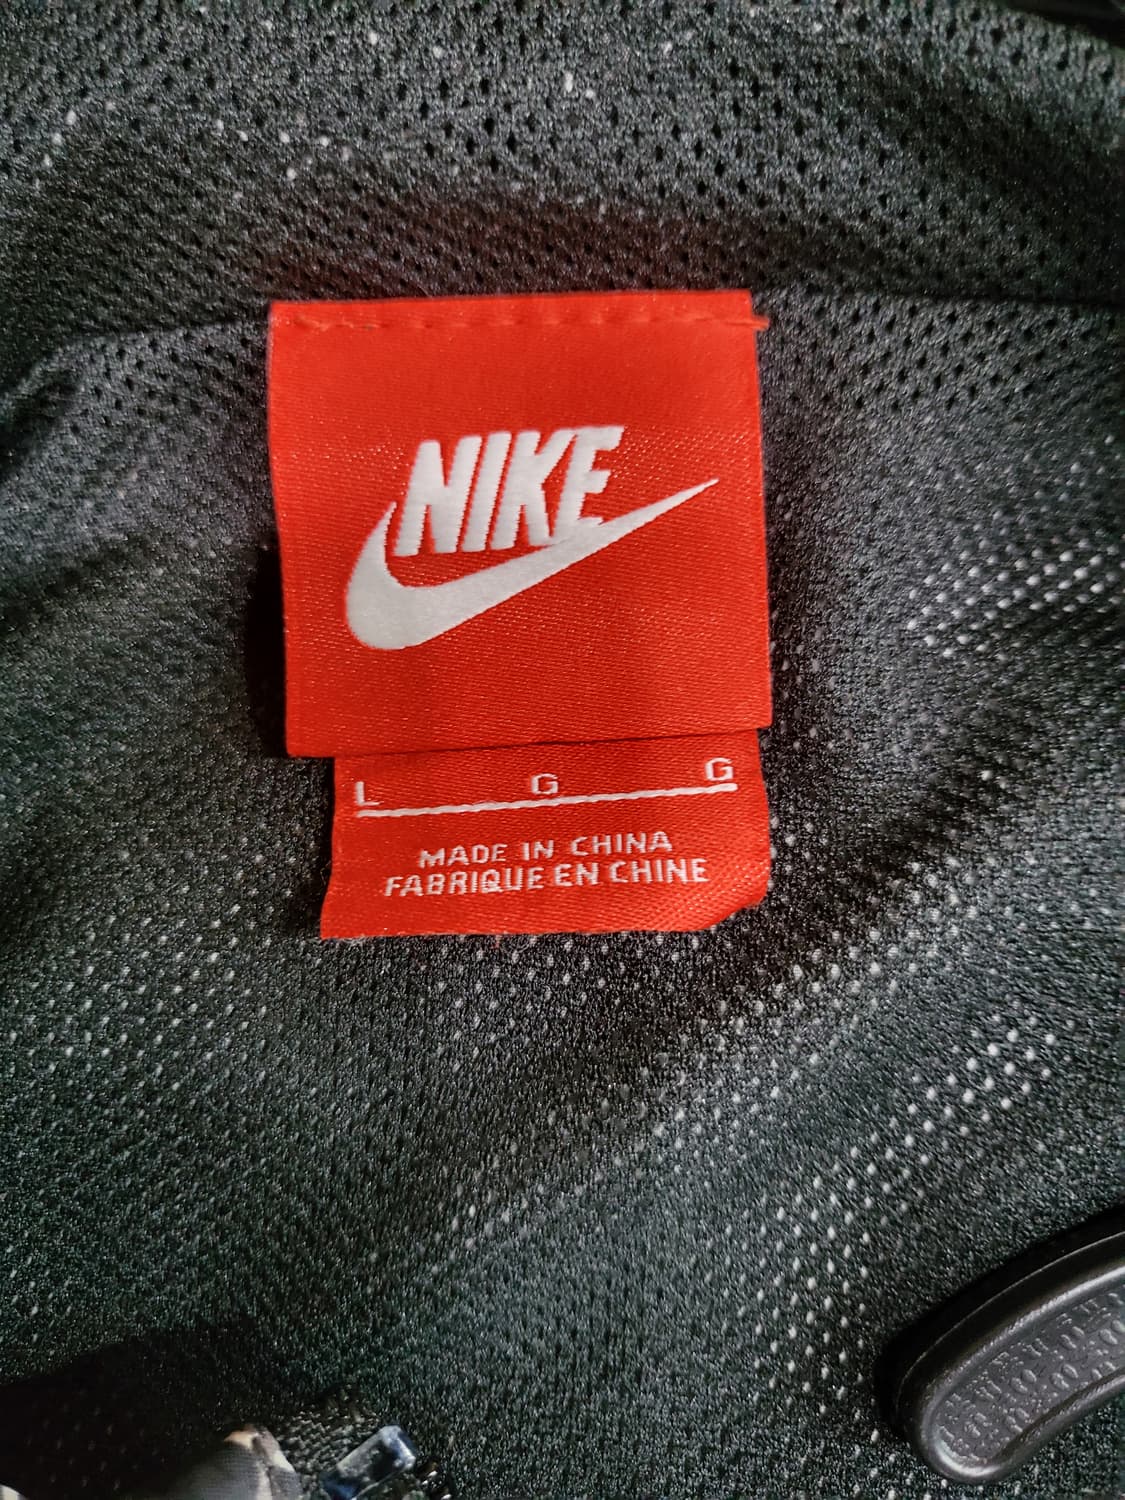 NIKE
L G G
MADE IN CHINA
FABRIQUE EN CHINE